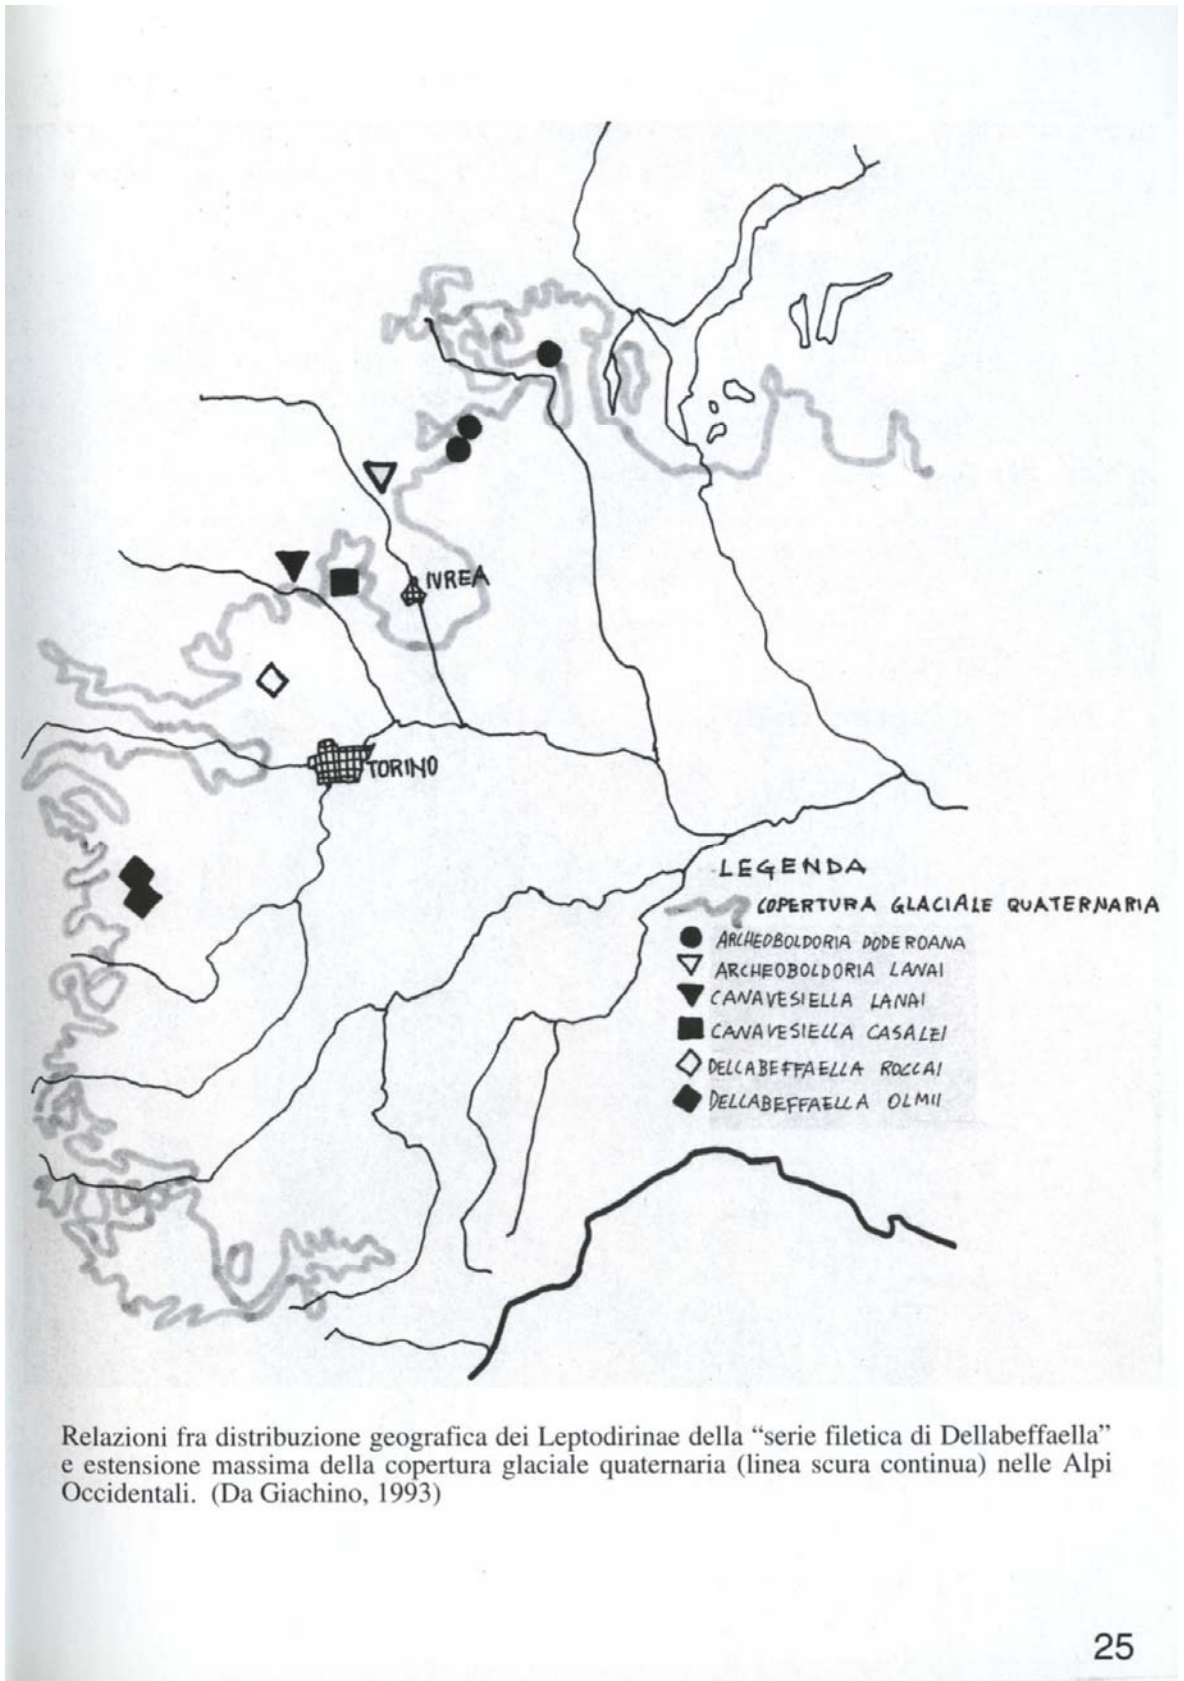 IVREA
TORINO
LEGENDA
COPERTURA GLACIALE QUATERNARIA
ARCHEOBOLDORIA DODEROANA
ARCHEOBOLDORIA LANAI
CANAVESIELLA LANAI
CANAVESIELLA CASALEI
DELLABEFFAELLA ROCCAI
DELLABEFFAELLA OLMII
Relazioni fra distribuzione geografica dei Leptodirinae della “serie filetica di Dellabeffaella”
e estensione massima della copertura glaciale quaternaria (linea scura continua) nelle Alpi
Occidentali. (Da Giachino, 1993)
25